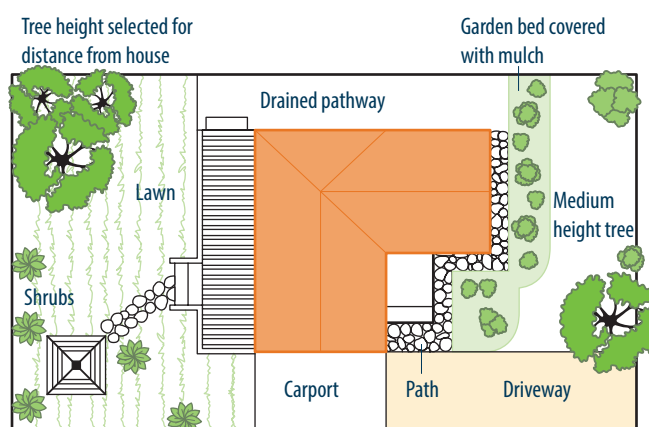 Tree height selected for
distance from house
Garden bed covered
with mulch
Drained pathway
Lawn
Medium
height tree
Shrubs
Carport
Path
Driveway